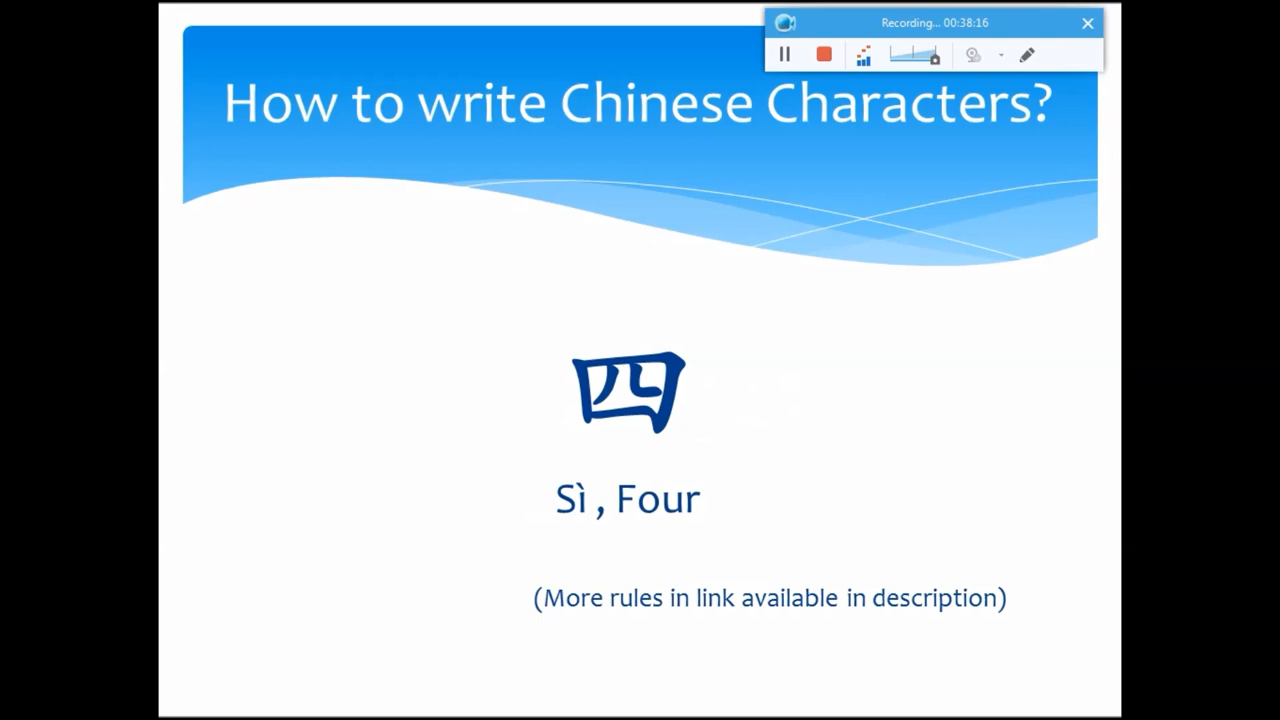 Recording... 00:38:16
How to write Chinese Characters?
四
Sì , Four
(More rules in link available in description)